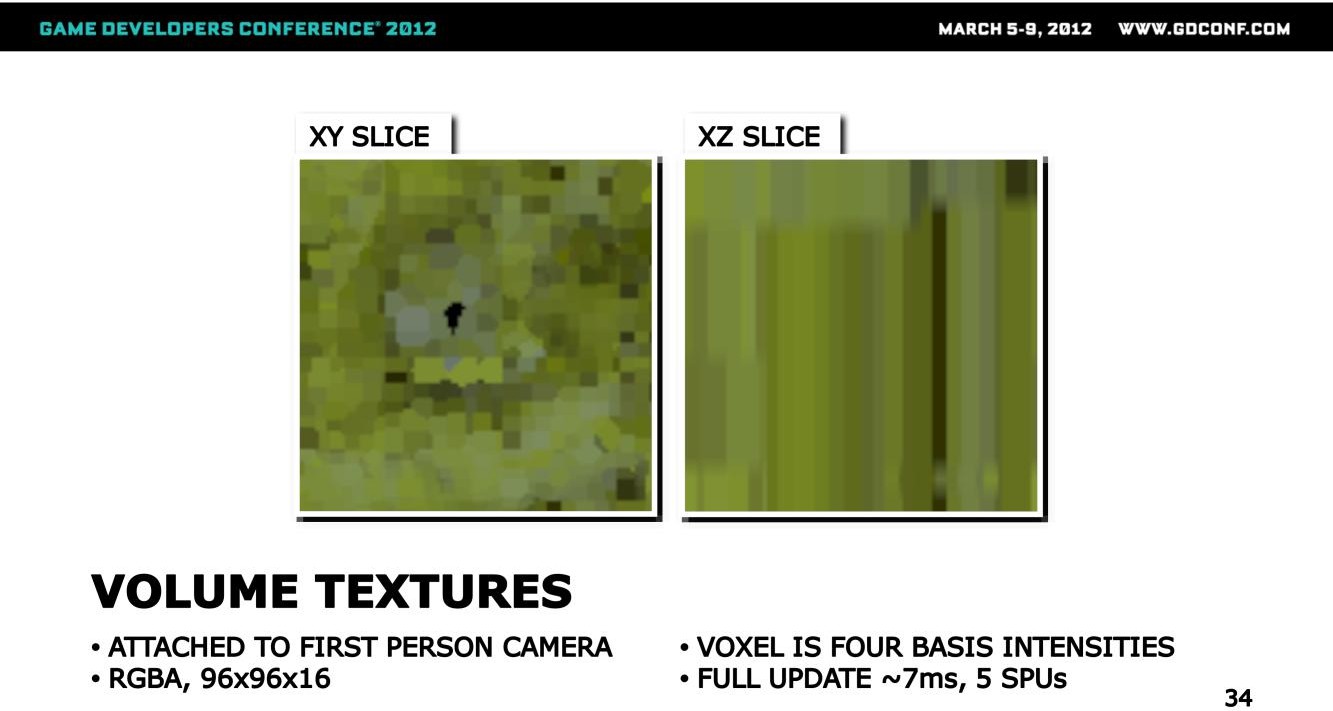 GAME DEVELOPERS CONFERENCE® 2012
MARCH 5-9, 2012 WWW.GDCONF.COM
XY SLICE
XZ SLICE
VOLUME TEXTURES
• ATTACHED TO FIRST PERSON CAMERA
• RGBA, 96x96x16
• VOXEL IS FOUR BASIS INTENSITIES
• FULL UPDATE ~7ms, 5 SPUs
34